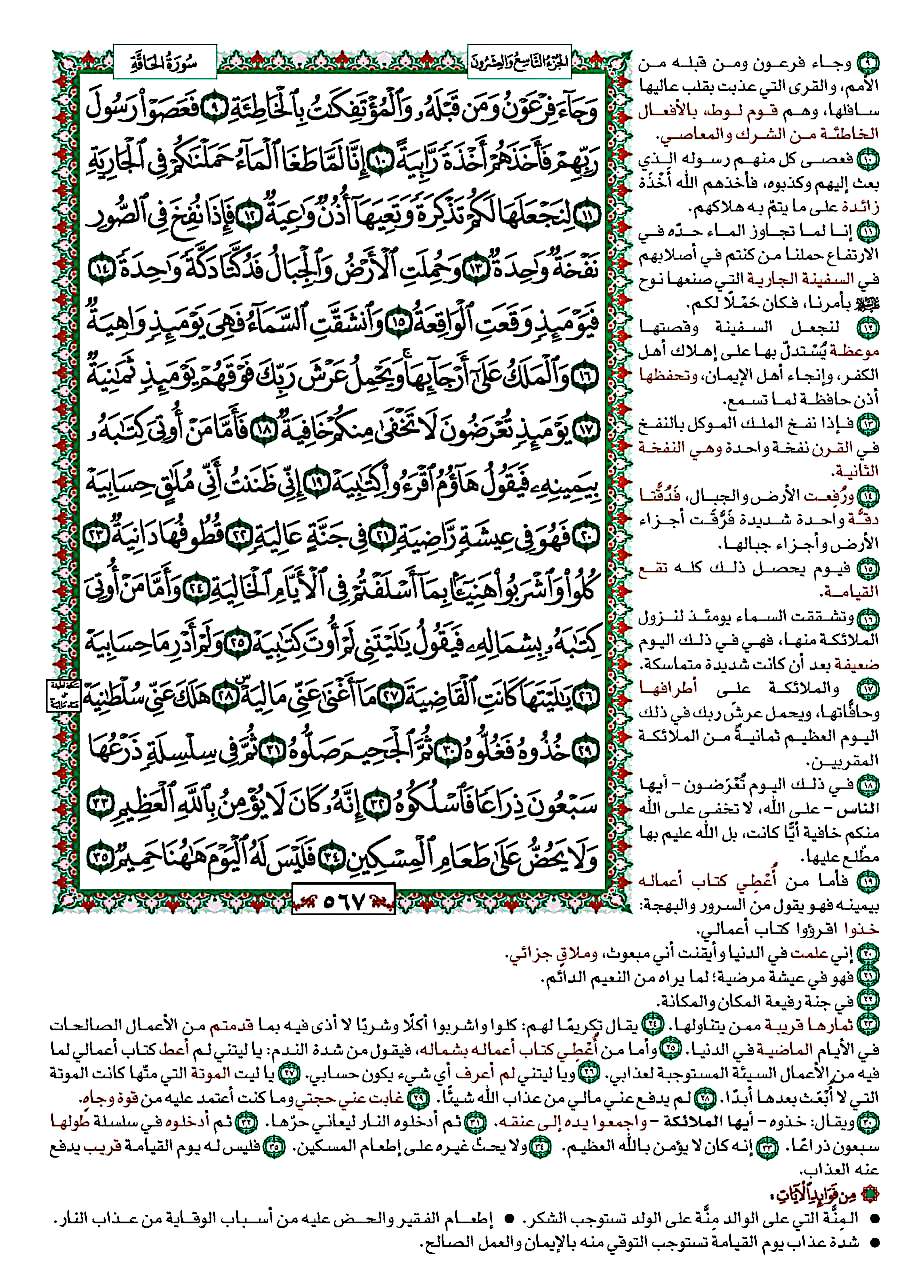 سُورَةُ الحَاقَّةِ
الجُزْءُ التَّاسِعُ وَالعِشْرُونَ
وَجَآءَ فِرْعَوْنُ وَمَن قَبْلَهُۥ وَٱلْمُؤْتَفِكَٰتُ بِٱلْخَاطِئَةِ ٩ فَعَصَوْا۟ رَسُولَ
رَبِّهِمْ فَأَخَذَهُمْ أَخْذَةً رَّابِيَةً ١٠ إِنَّا لَمَّا طَغَا ٱلْمَآءُ حَمَلْنَٰكُمْ فِى ٱلْجَارِيَةِ
١١ لِنَجْعَلَهَا لَكُمْ تَذْكِرَةً وَتَعِيَهَآ أُذُنٌ وَٰعِيَةٌ ١٢ فَإِذَا نُفِخَ فِى ٱلصُّورِ
نَفْخَةٌ وَٰحِدَةٌ ١٣ وَحُمِلَتِ ٱلْأَرْضُ وَٱلْجِبَالُ فَدُكَّتَا دَكَّةً وَٰحِدَةً ١٤
فَيَوْمَئِذٍ وَقَعَتِ ٱلْوَاقِعَةُ ١٥ وَٱنشَقَّتِ ٱلسَّمَآءُ فَهِىَ يَوْمَئِذٍ وَاهِيَةٌ
١٦ وَٱلْمَلَكُ عَلَىٰٓ أَرْجَآئِهَا ۚ وَيَحْمِلُ عَرْشَ رَبِّكَ فَوْقَهُمْ يَوْمَئِذٍ ثَمَٰنِيَةٌ
١٧ يَوْمَئِذٍ تُعْرَضُونَ لَا تَخْفَىٰ مِنكُمْ خَافِيَةٌ ١٨ فَأَمَّا مَنْ أُوتِىَ كِتَٰبَهُۥ
بِيَمِينِهِۦ فَيَقُولُ هَآؤُمُ ٱقْرَءُوا۟ كِتَٰبِيَهْ ١٩ إِنِّى ظَنَنتُ أَنِّى مُلَٰقٍ حِسَابِيَهْ
٢٠ فَهُوَ فِى عِيشَةٍ رَّاضِيَةٍ ٢١ فِى جَنَّةٍ عَالِيَةٍ ٢٢ قُطُوفُهَا دَانِيَةٌ ٢٣
كُلُوا۟ وَٱشْرَبُوا۟ هَنِيٓـًٔۢا بِمَآ أَسْلَفْتُمْ فِى ٱلْأَيَّامِ ٱلْخَالِيَةِ ٢٤ وَأَمَّا مَنْ أُوتِىَ
كِتَٰبَهُۥ بِشِمَالِهِۦ فَيَقُولُ يَٰلَيْتَنِى لَمْ أُوتَ كِتَٰبِيَهْ ٢٥ وَلَمْ أَدْرِ مَا حِسَابِيَهْ
٢٦ يَٰلَيْتَهَا كَانَتِ ٱلْقَاضِيَةَ ٢٧ مَآ أَغْنَىٰ عَنِّى مَالِيَهْ ۜ ٢٨ هَلَكَ عَنِّى سُلْطَٰنِيَهْ
٢٩ خُذُوهُ فَغُلُّوهُ ٣٠ ثُمَّ ٱلْجَحِيمَ صَلُّوهُ ٣١ ثُمَّ فِى سِلْسِلَةٍ ذَرْعُهَا
سَبْعُونَ ذِرَاعًا فَٱسْلُكُوهُ ٣٢ إِنَّهُۥ كَانَ لَا يُؤْمِنُ بِٱللَّهِ ٱلْعَظِيمِ ٣٣
وَلَا يَحُضُّ عَلَىٰ طَعَامِ ٱلْمِسْكِينِ ٣٤ فَلَيْسَ لَهُ ٱلْيَوْمَ هَٰهُنَا حَمِيمٌ ٣٥
٥٦٧
٩ وجاء فرعون ومن قبله من
الأمم، والقرى التي عذبت بقلب عاليها
سافلها، وهم قوم لوط، بالأفعال
الخاطئة من الشرك والمعاصي.
١٠ فعصى كل منهم رسوله الذي
بعث إليهم وكذبوه، فأخذهم الله أَخْذَة
زائدة على ما يتمّ به هلاكهم.
١١ إنا لما تجاوز الماء حدّه في
الارتفاع حملنا من كنتم في أصلابهم
في السفينة الجارية التي صنعها نوح
بأمرنا، فكان حَمْلًا لكم.
١٢ لنجعل السفينة وقصتها
موعظة يُسْتدلّ بها على إهلاك أهل
الكفر، وإنجاء أهل الإيمان، وتحفظها
أذن حافظة لما تسمع.
١٣ فإذا نفخ الملك الموكل بالنفخ
في القرن نفخة واحدة وهي النفخة
الثانية.
١٤ ورُفِعت الأرض والجبال، فَدُقَّتا
دقَّة واحدة شديدة فَرَّقت أجزاء
الأرض وأجزاء جبالها.
١٥ فيوم يحصل ذلك كله تقع
القيامة.
١٦ وتشققت السماء يومئذ لنزول
الملائكة منها، فهي في ذلك اليوم
ضعيفة بعد أن كانت شديدة متماسكة.
١٧ والملائكة على أطرافها
وحافَّاتها، ويحمل عرش ربك في ذلك
اليوم العظيم ثمانيةٌ من الملائكة
المقربين.
١٨ في ذلك اليوم تُعْرَضون – أيها
الناس – على الله، لا تخفى على الله
منكم خافية أيًّا كانت، بل الله عليم بها
مطَّلع عليها.
١٩ فأما من أُعْطِي كتاب أعماله
بيمينه فهو يقول من السرور والبهجة:
خذوا اقرؤوا كتاب أعمالي.
٢٠ إني علمت في الدنيا وأيقنت أني مبعوث، وملاقٍ جزائي.
٢١ فهو في عيشة مرضية؛ لما يراه من النعيم الدائم.
٢٢ في جنة رفيعة المكان والمكانة.
٢٣ ثمارها قريبة ممن يتناولها. ٢٤ يقال تكريمًا لهم: كلوا واشربوا أكلًا وشربًا لا أذى فيه بما قدمتم من الأعمال الصالحات
في الأيام الماضية في الدنيا. ٢٥ وأما من أُعْطِي كتاب أعماله بشماله، فيقول من شدة الندم: يا ليتني لم أعط كتاب أعمالي لما
فيه من الأعمال السيئة المستوجبة لعذابي. ٢٦ ويا ليتني لم أعرف أي شيء يكون حسابي. ٢٧ يا ليت الموتة التي متّها كانت الموتة
التي لا أُبْعَث بعدها أبدًا. ٢٨ لم يدفع عني مالي من عذاب الله شيئًا. ٢٩ غابت عني حجتي وما كنت أعتمد عليه من قوة وجاهٍ.
٣٠ ويقال: خذوه – أيها الملائكة – واجمعوا يده إلى عنقه. ٣١ ثم أدخلوه النار ليعاني حرّها. ٣٢ ثم أدخلوه في سلسلة طولها
سبعون ذراعًا. ٣٣ إنه كان لا يؤمن بالله العظيم. ٣٤ ولا يحثّ غيره على إطعام المسكين. ٣٥ فليس له يوم القيامة قريب يدفع
عنه العذاب.
مِن فَوَائِدِ الآيَاتِ:
● المِنَّة التي على الوالد مِنَّة على الولد تستوجب الشكر. ● إطعام الفقير والحض عليه من أسباب الوقاية من عذاب النار.
● شدة عذاب يوم القيامة تستوجب التوقي منه بالإيمان والعمل الصالح.